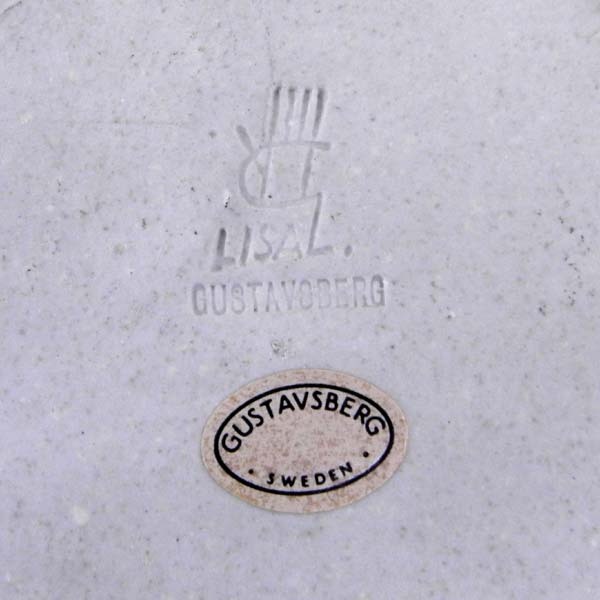 LISA L.
GUSTAVSBERG
GUSTAVSBERG
• SWEDEN •